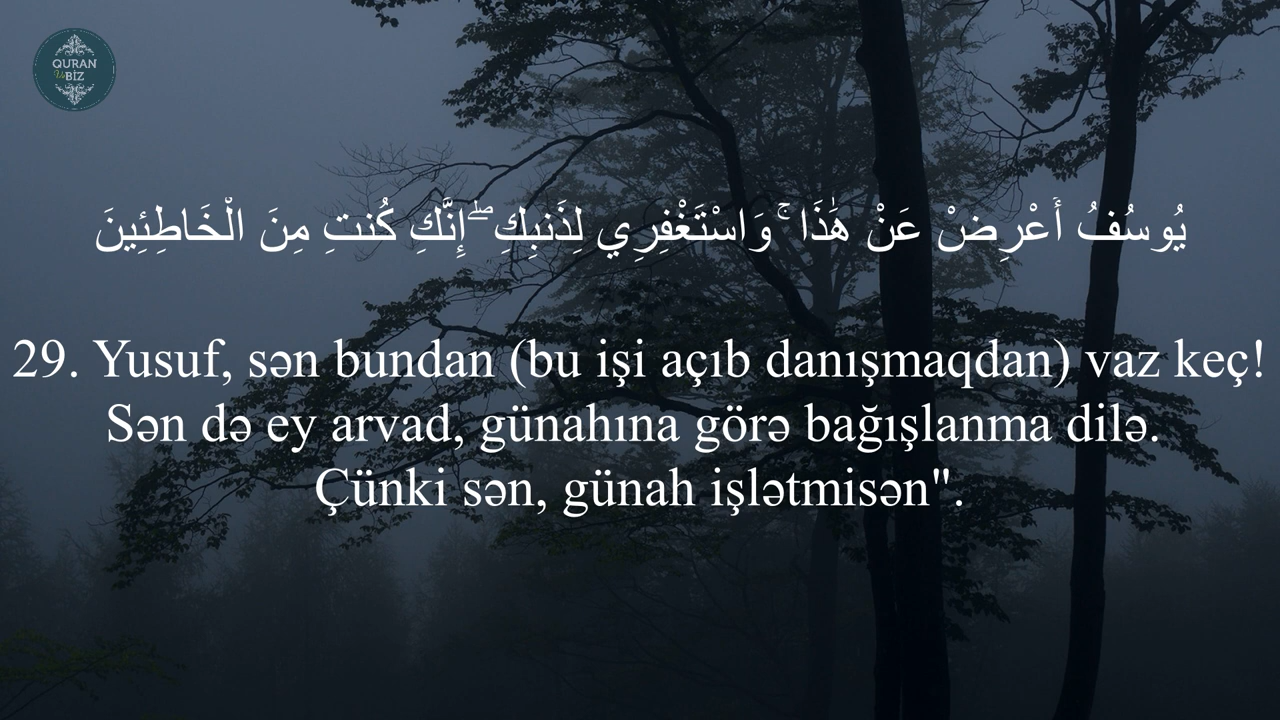 QURAN
Və BİZ
يُوسُفُ أَعْرِضْ عَنْ هَٰذَا ۚ وَاسْتَغْفِرِي لِذَنبِكِ ۖ إِنَّكِ كُنتِ مِنَ الْخَاطِئِينَ
29. Yusuf, sən bundan (bu işi açıb danışmaqdan) vaz keç!
Sən də ey arvad, günahına görə bağışlanma dilə.
Çünki sən, günah işlətmisən".